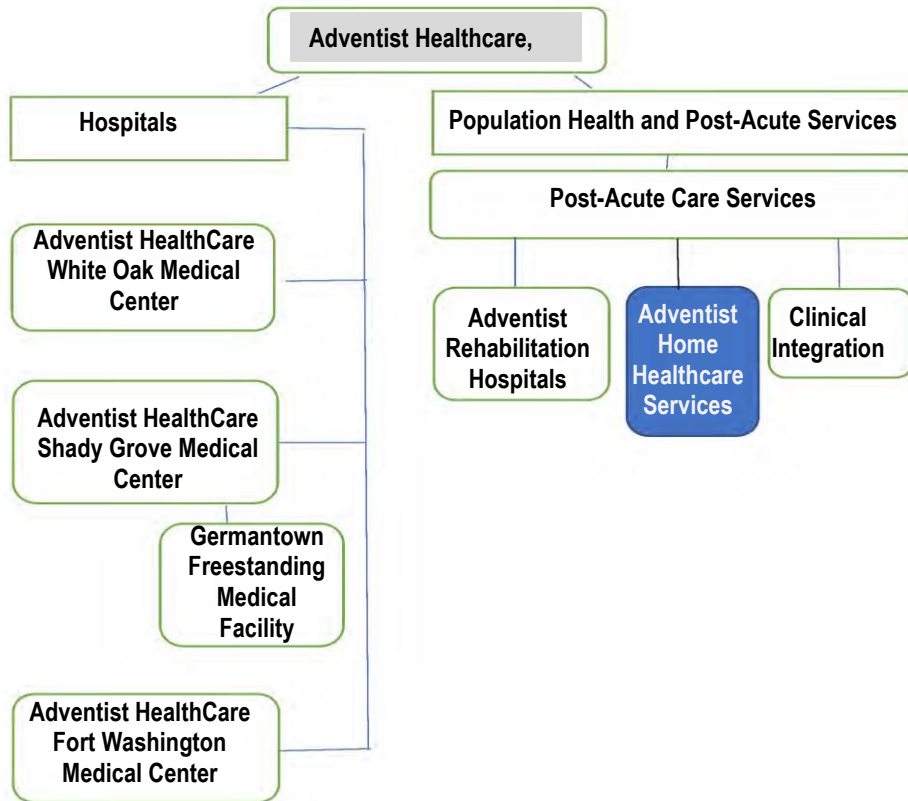 Adventist Healthcare,
Hospitals
Population Health and Post-Acute Services
Post-Acute Care Services
Adventist HealthCare
White Oak Medical
Center
Adventist
Rehabilitation
Hospitals
Adventist
Home
Healthcare
Services
Clinical
Integration
Adventist HealthCare
Shady Grove Medical
Center
Germantown
Freestanding
Medical
Facility
Adventist HealthCare
Fort Washington
Medical Center